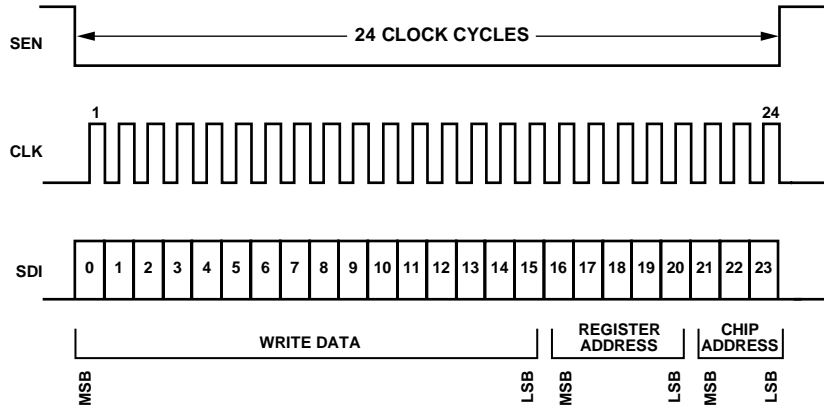 SEN
24 CLOCK CYCLES
1
24
CLK
SDI
0 1 2 3 4 5 6 7 8 9 10 11 12 13 14 15 16 17 18 19 20 21 22 23
WRITE DATA
REGISTER
ADDRESS
CHIP
ADDRESS
MSB
LSB
MSB
LSB
MSB
LSB